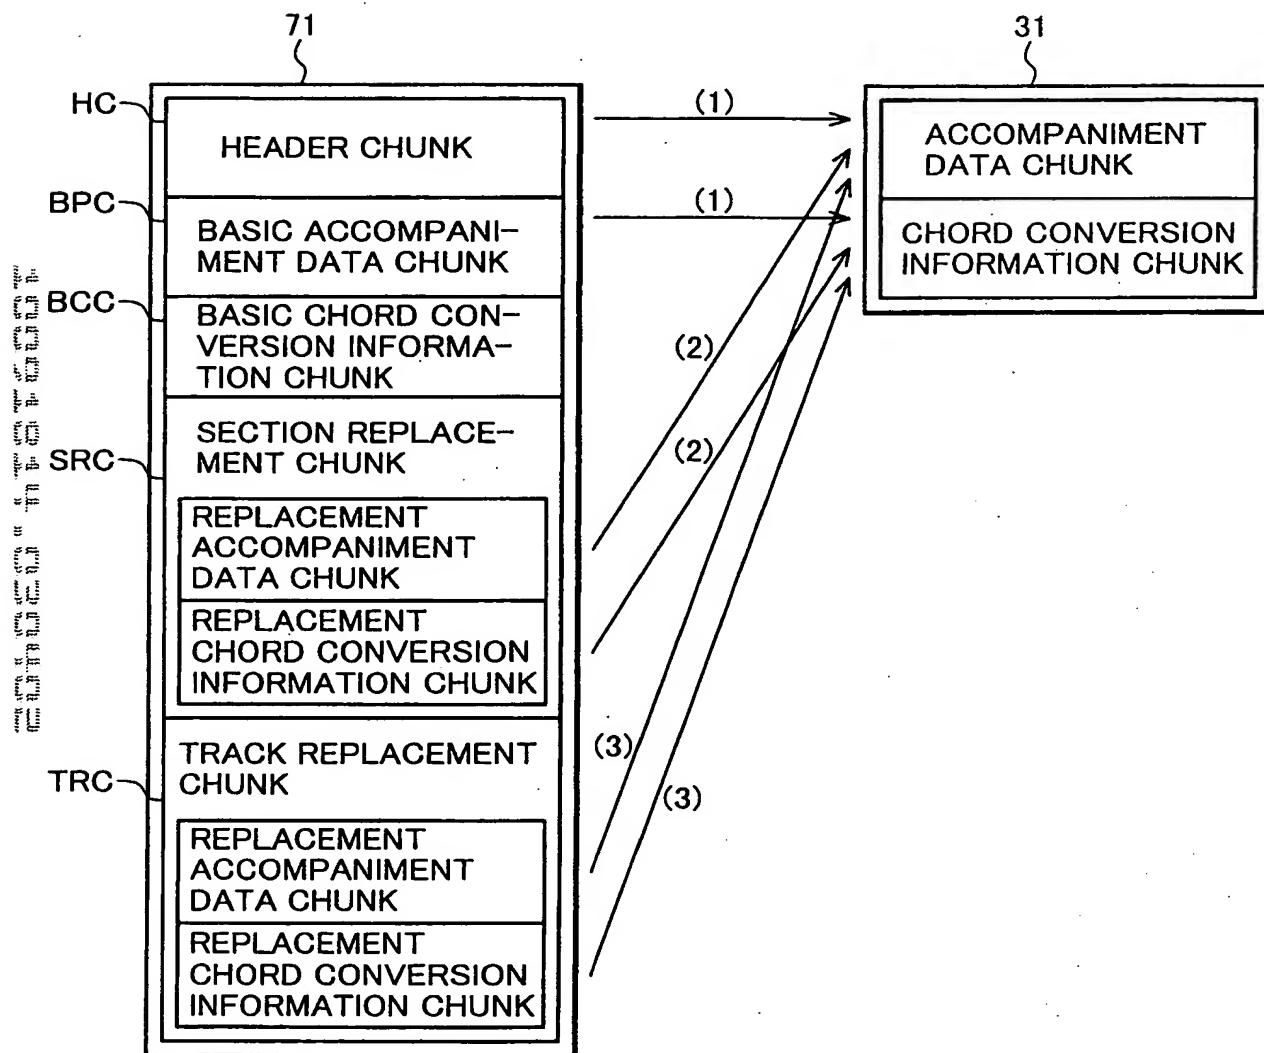 71
31
HC
HEADER CHUNK
(1)
ACCOMPANIMENT
DATA CHUNK
BPC
BASIC ACCOMPANI-
MENT DATA CHUNK
(1)
CHORD CONVERSION
INFORMATION CHUNK
BCC
BASIC CHORD CON-
VERSION INFORMA-
TION CHUNK
(2)
SRC
SECTION REPLACE-
MENT CHUNK
(2)
REPLACEMENT
ACCOMPANIMENT
DATA CHUNK
REPLACEMENT
CHORD CONVERSION
INFORMATION CHUNK
TRC
TRACK REPLACEMENT
CHUNK
(3)
(3)
REPLACEMENT
ACCOMPANIMENT
DATA CHUNK
REPLACEMENT
CHORD CONVERSION
INFORMATION CHUNK